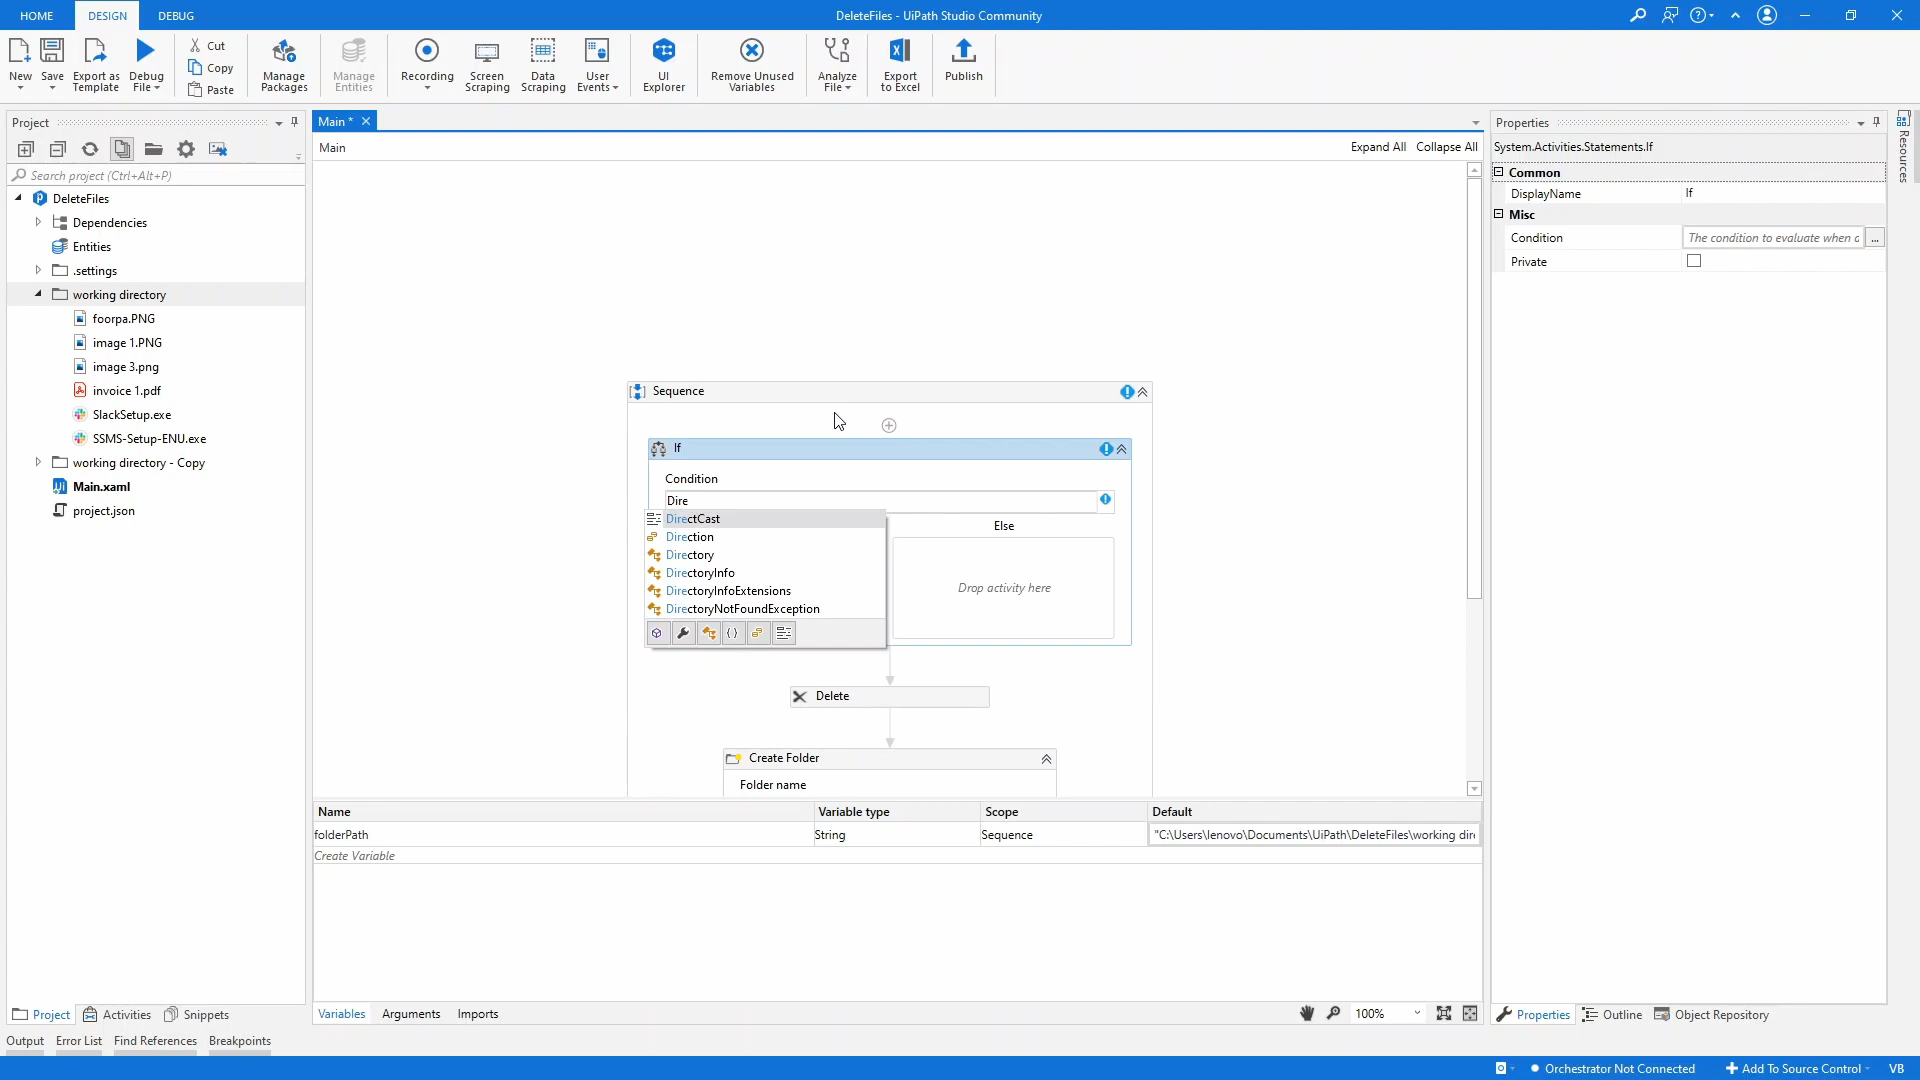 HOME DESIGN DEBUG DeleteFiles - UiPath Studio Community
New Save Export as Template Debug File Cut Copy Paste Manage Packages Manage Entities Recording Screen Scraping Data Scraping User Events UI Explorer Remove Unused Variables Analyze File Export to Excel Publish
Project
Search project (Ctrl+Alt+P)
DeleteFiles
Dependencies
Entities
.settings
working directory
foorpa.PNG
image 1.PNG
image 3.png
invoice 1.pdf
SlackSetup.exe
SSMS-Setup-ENU.exe
working directory - Copy
Main.xaml
project.json
Main *
Main Expand All Collapse All
Sequence
If
Condition
Dire
DirectCast
Direction
Directory
DirectoryInfo
DirectoryInfoExtensions
DirectoryNotFoundException
Else
Drop activity here
Delete
Create Folder
Folder name
Name Variable type Scope Default
folderPath String Sequence "C:\Users\lenovo\Documents\UiPath\DeleteFiles\working dire
Create Variable
Variables Arguments Imports 100%
Properties
System.Activities.Statements.If
Common
DisplayName If
Misc
Condition The condition to evaluate when ...
Private
Resources
Project Activities Snippets
Properties Outline Object Repository
Output Error List Find References Breakpoints
Orchestrator Not Connected Add To Source Control VB